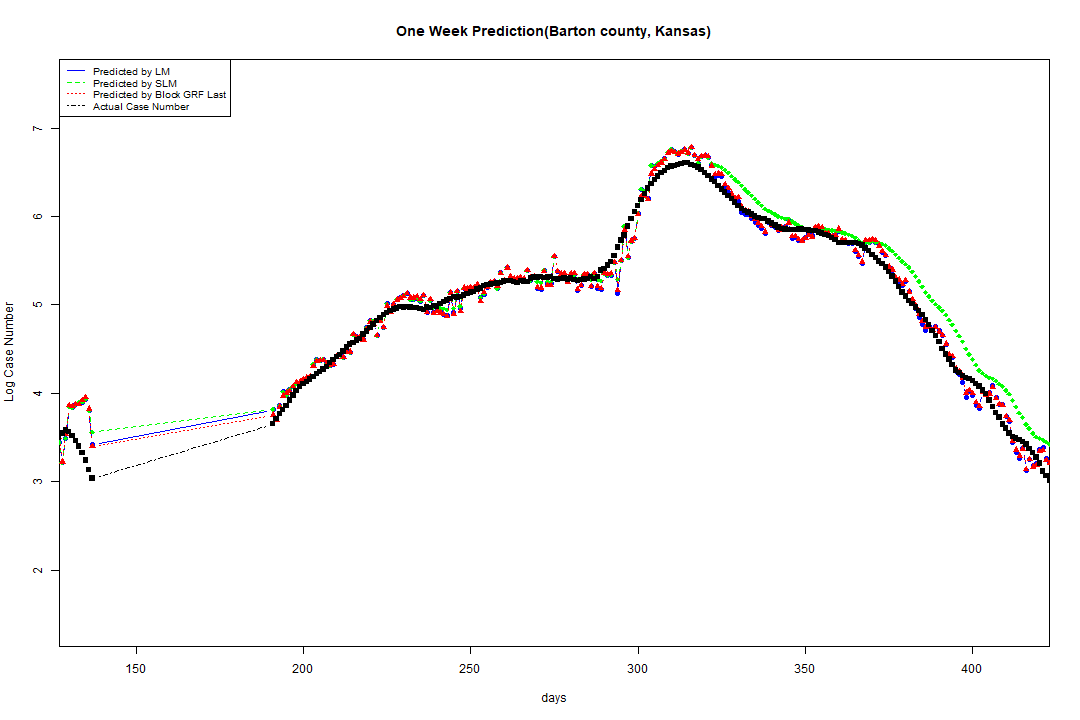 One Week Prediction(Barton county, Kansas)
Predicted by LM
Predicted by SLM
Predicted by Block GRF Last
Actual Case Number
Log Case Number
7
6
5
4
3
2
150 200 250 300 350 400
days